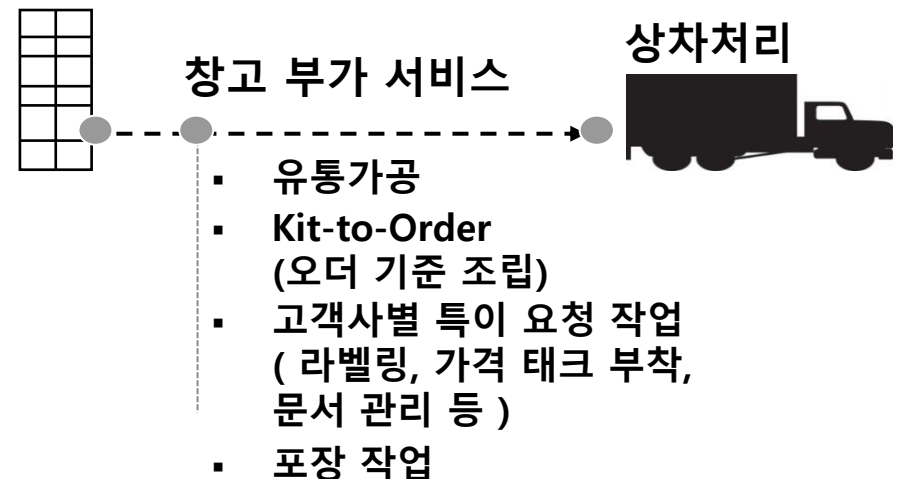 상차처리
창고 부가 서비스
▪ 유통가공
▪ Kit-to-Order
(오더 기준 조립)
▪ 고객사별 특이 요청 작업
( 라벨링, 가격 태크 부착,
문서 관리 등 )
▪ 포장 작업